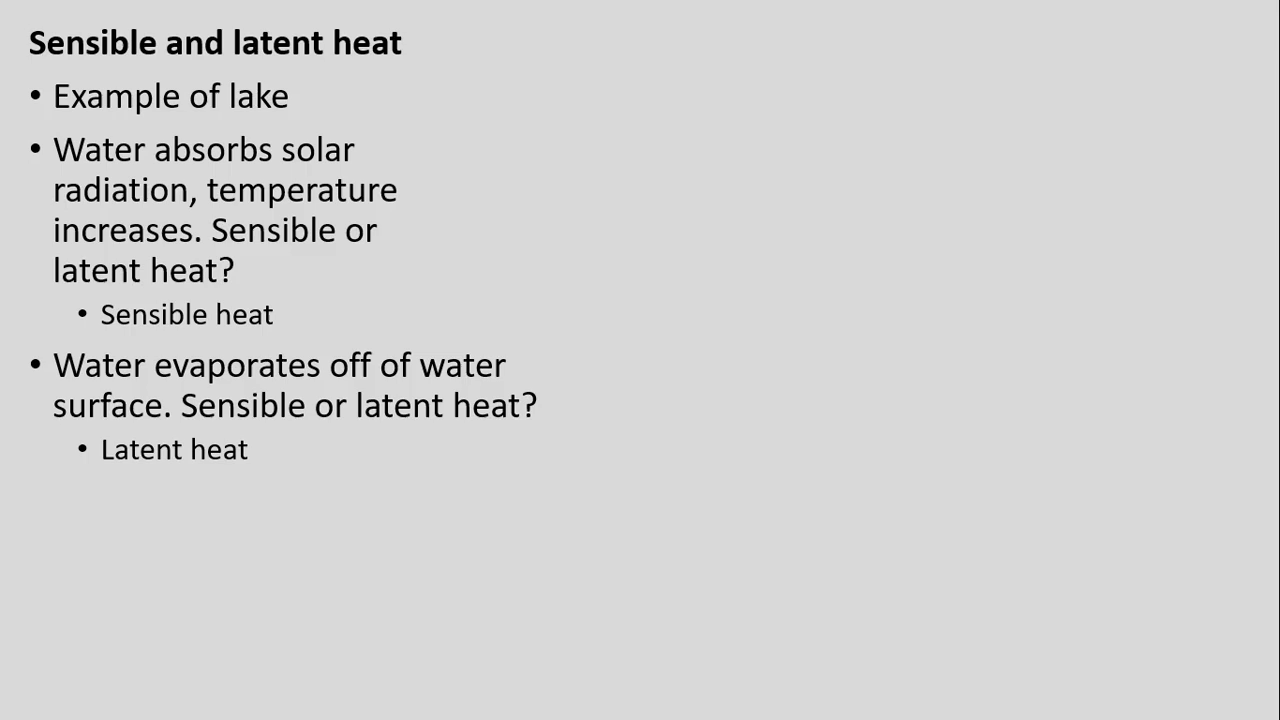 Sensible and latent heat
• Example of lake
• Water absorbs solar
radiation, temperature
increases. Sensible or
latent heat?
• Sensible heat
• Water evaporates off of water
surface. Sensible or latent heat?
• Latent heat